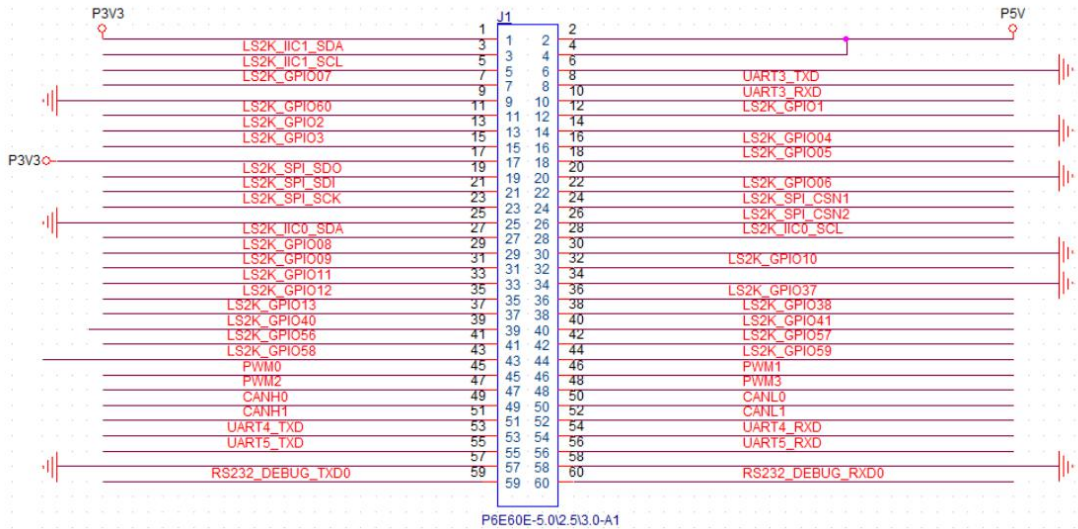 P3V3 J1 P5V
1 1 2 2
LS2K_IIC1_SDA 3 3 4 4
LS2K_IIC1_SCL 5 5 6 6
LS2K_GPIO07 7 7 8 8 UART3_TXD
9 9 10 10 UART3_RXD
LS2K_GPIO60 11 11 12 12 LS2K_GPIO1
LS2K_GPIO2 13 13 14 14
LS2K_GPIO3 15 15 16 16 LS2K_GPIO04
P3V3 17 17 18 18 LS2K_GPIO05
LS2K_SPI_SDO 19 19 20 20
LS2K_SPI_SDI 21 21 22 22 LS2K_GPIO06
LS2K_SPI_SCK 23 23 24 24 LS2K_SPI_CSN1
25 25 26 26 LS2K_SPI_CSN2
LS2K_IIC0_SDA 27 27 28 28 LS2K_IIC0_SCL
LS2K_GPIO08 29 29 30 30
LS2K_GPIO09 31 31 32 32 LS2K_GPIO10
LS2K_GPIO11 33 33 34 34
LS2K_GPIO12 35 35 36 36 LS2K_GPIO37
LS2K_GPIO13 37 37 38 38 LS2K_GPIO38
LS2K_GPIO40 39 39 40 40 LS2K_GPIO41
LS2K_GPIO56 41 41 42 42 LS2K_GPIO57
LS2K_GPIO58 43 43 44 44 LS2K_GPIO59
PWM0 45 45 46 46 PWM1
PWM2 47 47 48 48 PWM3
CANH0 49 49 50 50 CANL0
CANH1 51 51 52 52 CANL1
UART4_TXD 53 53 54 54 UART4_RXD
UART5_TXD 55 55 56 56 UART5_RXD
57 57 58 58
RS232_DEBUG_TXD0 59 59 60 60 RS232_DEBUG_RXD0
P6E60E-5.0\2.5\3.0-A1